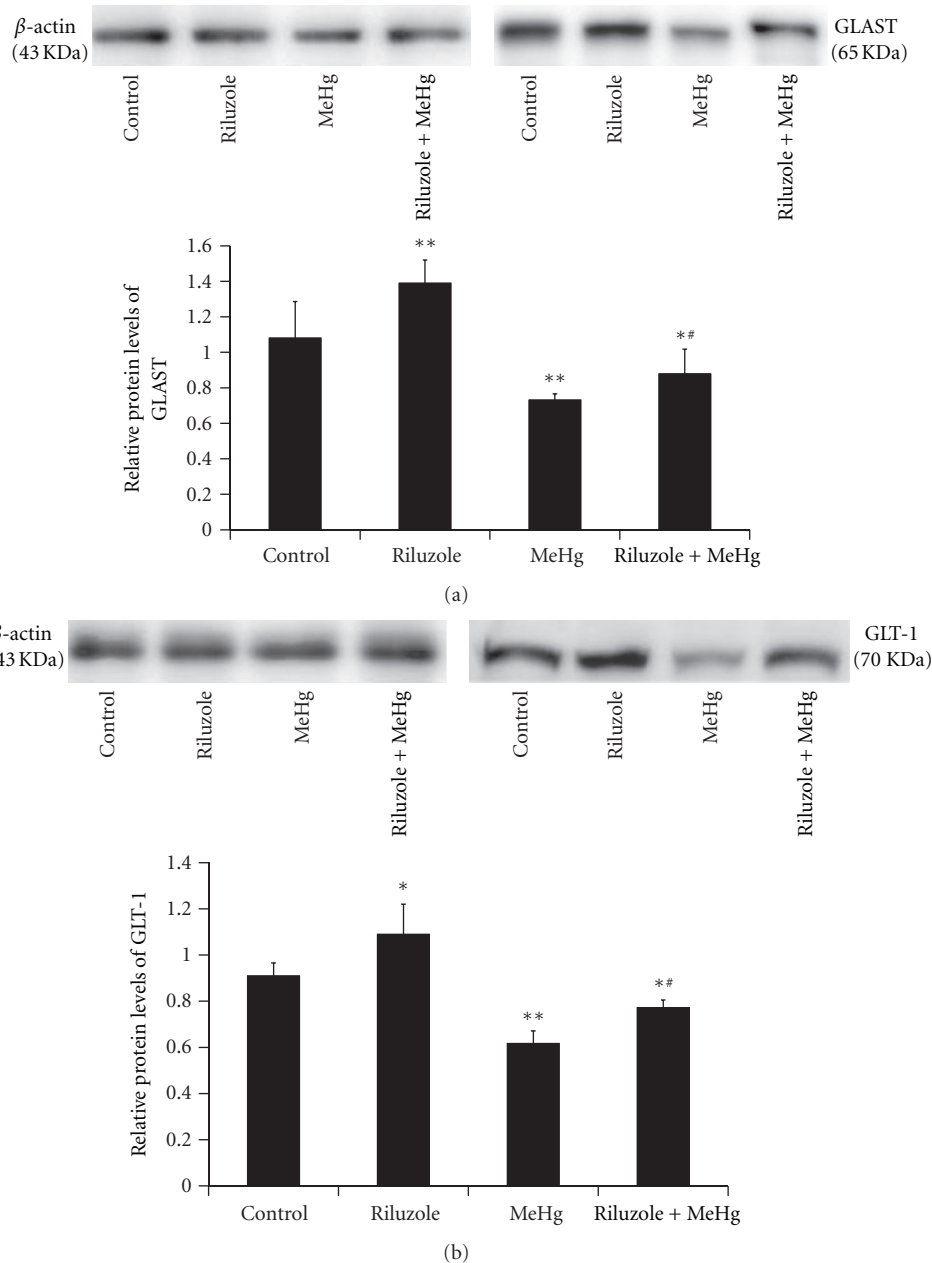 β-actin
(43 KDa)
GLAST
(65 KDa)
Control
Riluzole
MeHg
Riluzole + MeHg
Control
Riluzole
MeHg
Riluzole + MeHg
Relative protein levels of
GLAST
1.6
1.4
1.2
1
0.8
0.6
0.4
0.2
0
**
**
*#
Control
Riluzole
MeHg
Riluzole + MeHg
(a)
-actin
43 KDa)
GLT-1
(70 KDa)
Control
Riluzole
MeHg
Riluzole + MeHg
Control
Riluzole
MeHg
Riluzole + MeHg
Relative protein levels of GLT-1
1.4
1.2
1
0.8
0.6
0.4
0.2
0
*
**
*#
Control
Riluzole
MeHg
Riluzole + MeHg
(b)